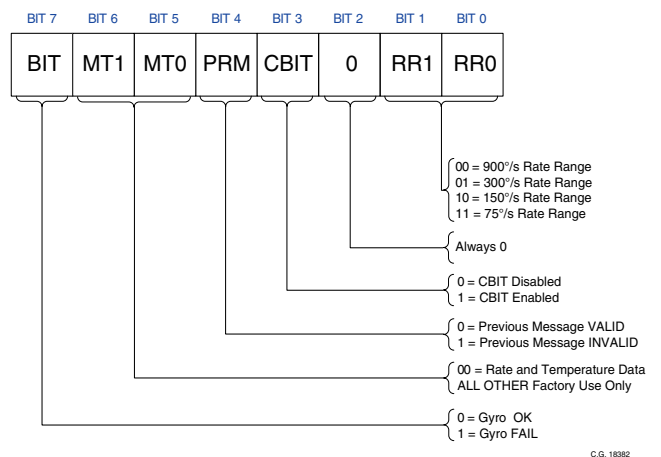 BIT 7 BIT 6 BIT 5 BIT 4 BIT 3 BIT 2 BIT 1 BIT 0
BIT MT1 MT0 PRM CBIT 0 RR1 RR0
00 = 900°/s Rate Range
01 = 300°/s Rate Range
10 = 150°/s Rate Range
11 = 75°/s Rate Range
Always 0
0 = CBIT Disabled
1 = CBIT Enabled
0 = Previous Message VALID
1 = Previous Message INVALID
00 = Rate and Temperature Data
ALL OTHER Factory Use Only
0 = Gyro OK
1 = Gyro FAIL
C.G. 18382